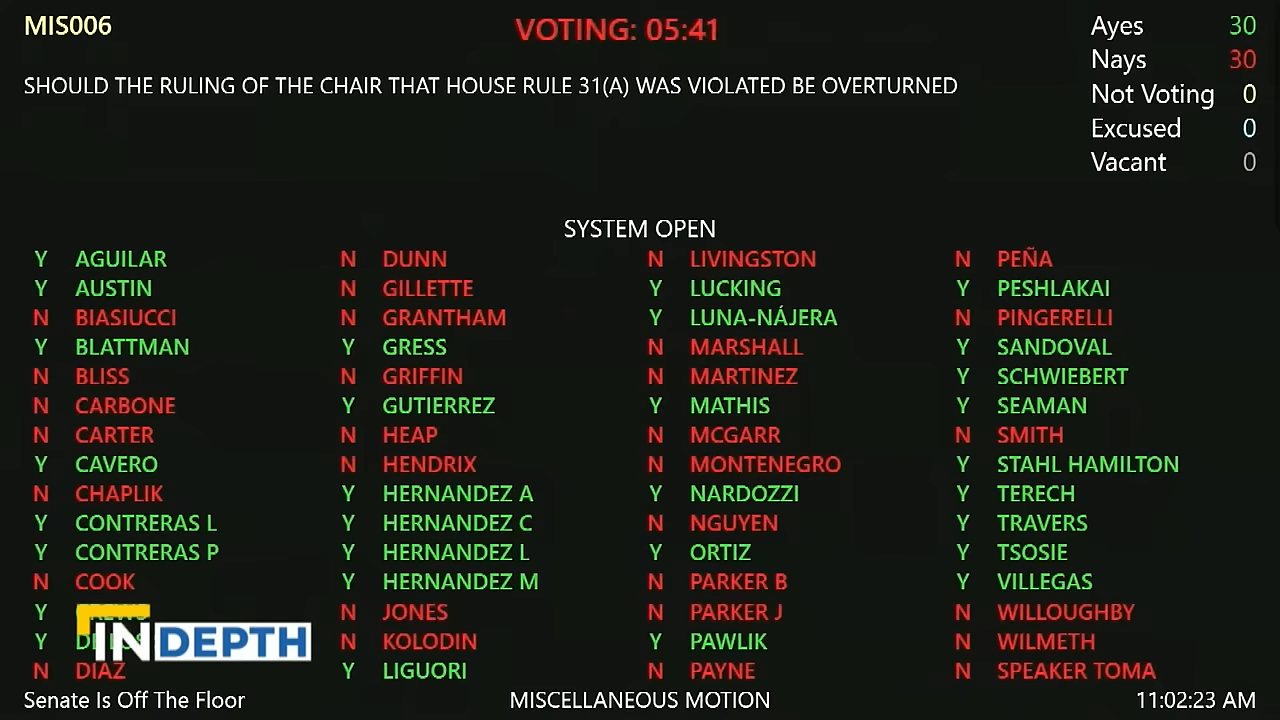 MIS006
VOTING: 05:41
Ayes 30
Nays 30
Not Voting 0
Excused 0
Vacant 0
SHOULD THE RULING OF THE CHAIR THAT HOUSE RULE 31(A) WAS VIOLATED BE OVERTURNED
SYSTEM OPEN
Y AGUILAR
Y AUSTIN
N BIASIUCCI
Y BLATTMAN
N BLISS
N CARBONE
N CARTER
Y CAVERO
N CHAPLIK
Y CONTRERAS L
Y CONTRERAS P
N COOK
Y
Y
N DIAZ
N DUNN
N GILLETTE
N GRANTHAM
Y GRESS
N GRIFFIN
Y GUTIERREZ
N HEAP
N HENDRIX
Y HERNANDEZ A
Y HERNANDEZ C
Y HERNANDEZ L
Y HERNANDEZ M
N JONES
N KOLODIN
Y LIGUORI
N LIVINGSTON
Y LUCKING
Y LUNA-NÁJERA
N MARSHALL
N MARTINEZ
Y MATHIS
N MCGARR
N MONTENEGRO
Y NARDOZZI
N NGUYEN
Y ORTIZ
N PARKER B
N PARKER J
Y PAWLIK
N PAYNE
N PEÑA
Y PESHLAKAI
N PINGERELLI
Y SANDOVAL
Y SCHWIEBERT
Y SEAMAN
N SMITH
Y STAHL HAMILTON
Y TERECH
Y TRAVERS
Y TSOSIE
Y VILLEGAS
N WILLOUGHBY
N WILMETH
N SPEAKER TOMA
INDEPTH
Senate Is Off The Floor
MISCELLANEOUS MOTION
11:02:23 AM